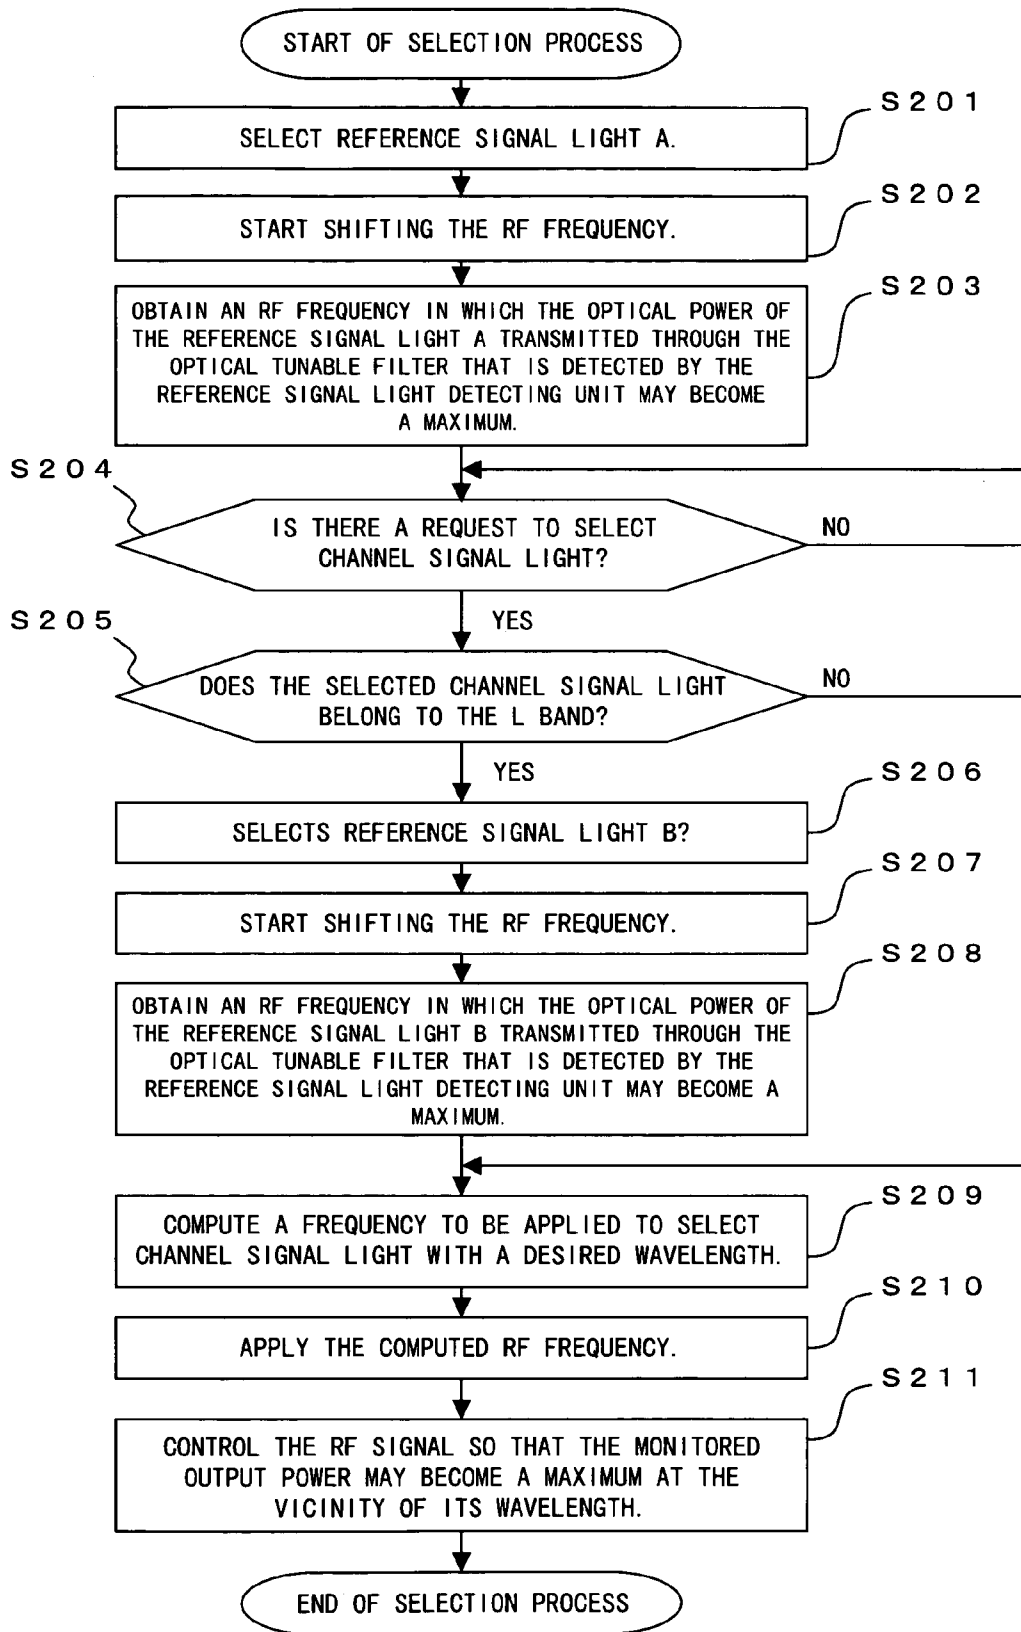 START OF SELECTION PROCESS
S201
SELECT REFERENCE SIGNAL LIGHT A.
S202
START SHIFTING THE RF FREQUENCY.
S203
OBTAIN AN RF FREQUENCY IN WHICH THE OPTICAL POWER OF
THE REFERENCE SIGNAL LIGHT A TRANSMITTED THROUGH THE
OPTICAL TUNABLE FILTER THAT IS DETECTED BY THE
REFERENCE SIGNAL LIGHT DETECTING UNIT MAY BECOME
A MAXIMUM.
S204
IS THERE A REQUEST TO SELECT
CHANNEL SIGNAL LIGHT?
NO
YES
S205
DOES THE SELECTED CHANNEL SIGNAL LIGHT
BELONG TO THE L BAND?
NO
YES
S206
SELECTS REFERENCE SIGNAL LIGHT B?
S207
START SHIFTING THE RF FREQUENCY.
S208
OBTAIN AN RF FREQUENCY IN WHICH THE OPTICAL POWER OF
THE REFERENCE SIGNAL LIGHT B TRANSMITTED THROUGH THE
OPTICAL TUNABLE FILTER THAT IS DETECTED BY THE
REFERENCE SIGNAL LIGHT DETECTING UNIT MAY BECOME A
MAXIMUM.
S209
COMPUTE A FREQUENCY TO BE APPLIED TO SELECT
CHANNEL SIGNAL LIGHT WITH A DESIRED WAVELENGTH.
S210
APPLY THE COMPUTED RF FREQUENCY.
S211
CONTROL THE RF SIGNAL SO THAT THE MONITORED
OUTPUT POWER MAY BECOME A MAXIMUM AT THE
VICINITY OF ITS WAVELENGTH.
END OF SELECTION PROCESS